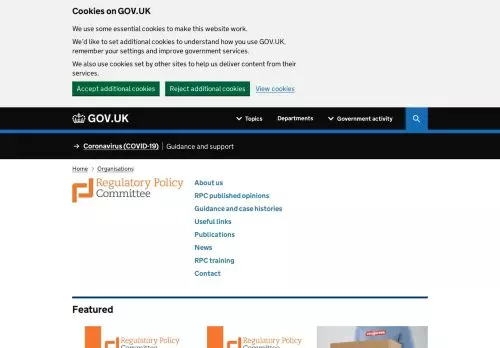 Cookies on GOV.UK
We use some essential cookies to make this website work.
We'd like to set additional cookies to understand how you use GOV.UK,
remember your settings and improve government services.
We also use cookies set by other sites to help us deliver content from their
services.
Accept additional cookies Reject additional cookies View cookies
GOV.UK Topics Departments Government activity
→ Coronavirus (COVID-19) Guidance and support
Home > Organisations
Regulatory Policy
Committee
About us
RPC published opinions
Guidance and case histories
Useful links
Publications
News
RPC training
Contact
Featured
Regulatory Policy Regulatory Policy
Committee Committee